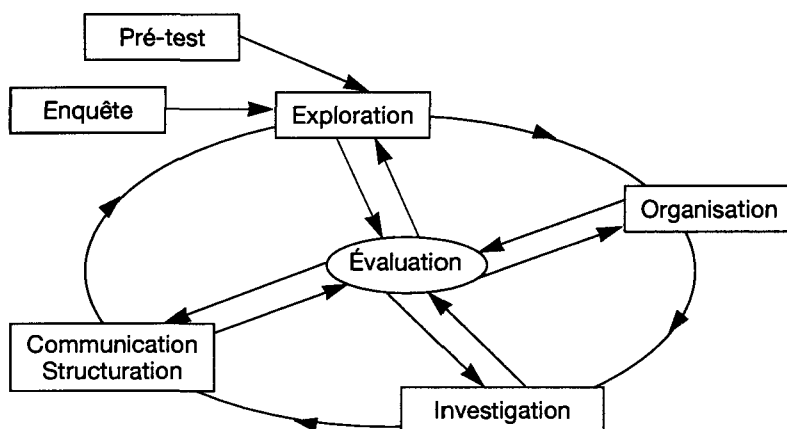 Pré-test
Enquête
Exploration
Organisation
Évaluation
Communication
Structuration
Investigation